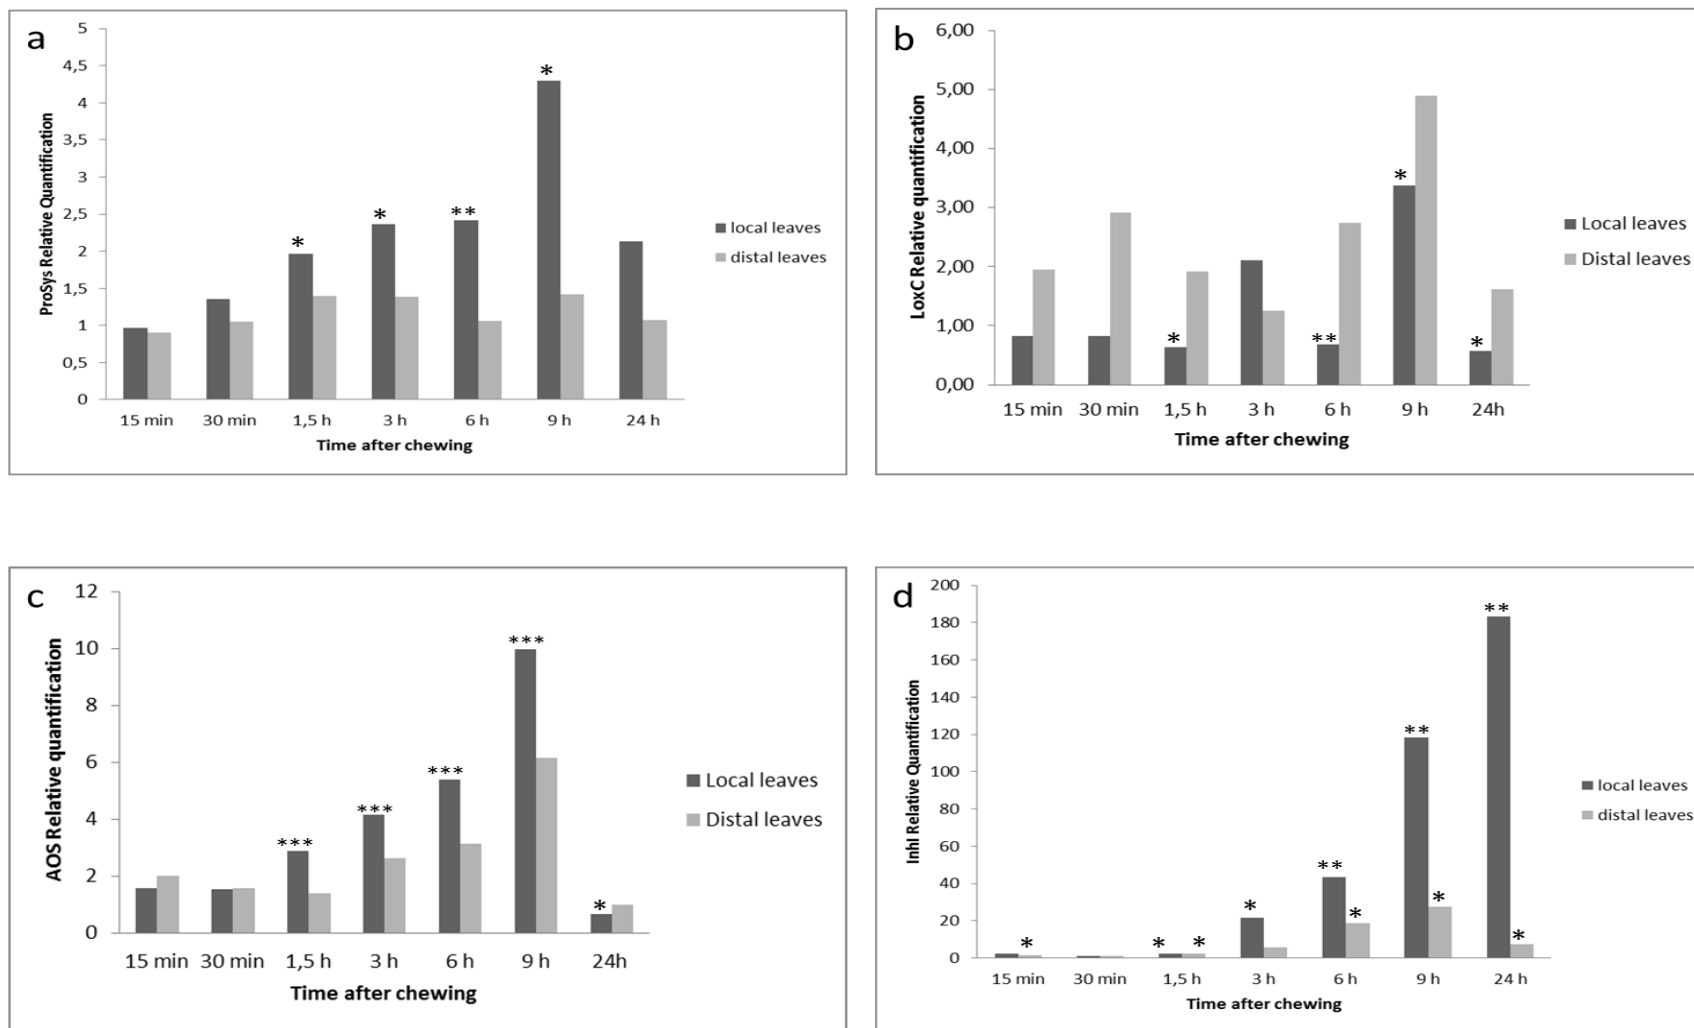 a
ProSys Relative Quantification
5
4,5
4
3,5
3
2,5
2
1,5
1
0,5
0
* * ** *
15 min 30 min 1,5 h 3 h 6 h 9 h 24 h
Time after chewing
local leaves
distal leaves
b
LoxC Relative quantification
6,00
5,00
4,00
3,00
2,00
1,00
0,00
* ** * *
15 min 30 min 1,5 h 3 h 6 h 9 h 24h
Time after chewing
Local leaves
Distal leaves
c
AOS Relative quantification
12
10
8
6
4
2
0
*** *** *** *** *
15 min 30 min 1,5 h 3 h 6 h 9 h 24h
Time after chewing
Local leaves
Distal leaves
d
InhI Relative Quantification
200
180
160
140
120
100
80
60
40
20
0
* * * * ** * ** * ** *
15 min 30 min 1,5 h 3 h 6 h 9 h 24 h
Time after chewing
local leaves
distal leaves